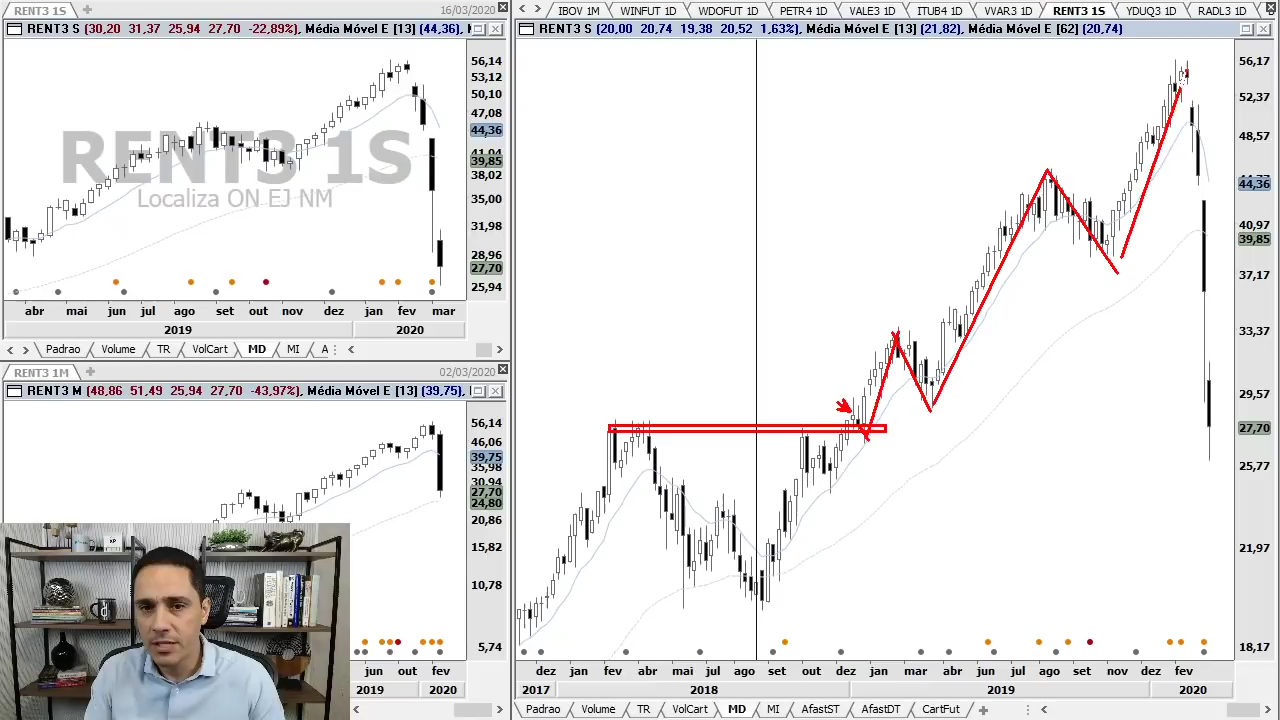 RENT3 1S
16/03/2020
RENT3 S (30,20 31,37 25,94 27,70 -22,89%), Média Móvel E [13] (44,36),
56,14
53,12
50,10
47,08
44,36
41,04
39,85
38,02
35,00
31,98
28,96
27,70
25,94
RENT3 1S
Localiza ON EJ NM
abr mai jun jul ago set out nov dez jan fev mar
2019 2020
Padrao Volume TR VolCart MD MI A
RENT3 1M
02/03/2020
RENT3 M (48,86 51,49 25,94 27,70 -43,97%), Média Móvel E [13] (39,75),
56,14
46,06
39,75
35,98
30,94
27,70
24,80
20,86
15,82
10,78
5,74
XP
jun out fev
2019 2020
IBOV 1M WINFUT 1D WDOFUT 1D PETR4 1D VALE3 1D ITUB4 1D VVAR3 1D RENT3 1S YDUQ3 1D RADL3 1D
RENT3 S (20,00 20,74 19,38 20,52 1,63%), Média Móvel E [13] (21,82), Média Móvel E [62] (20,74)
56,17
52,37
48,57
44,36
40,97
39,85
37,17
33,37
29,57
27,70
25,77
21,97
18,17
dez jan fev abr mai jul ago set out dez jan mar abr mai jul ago set nov dez fev
2017 2018 2019 2020
Padrao Volume TR VolCart MD MI AfastST AfastDT CartFut